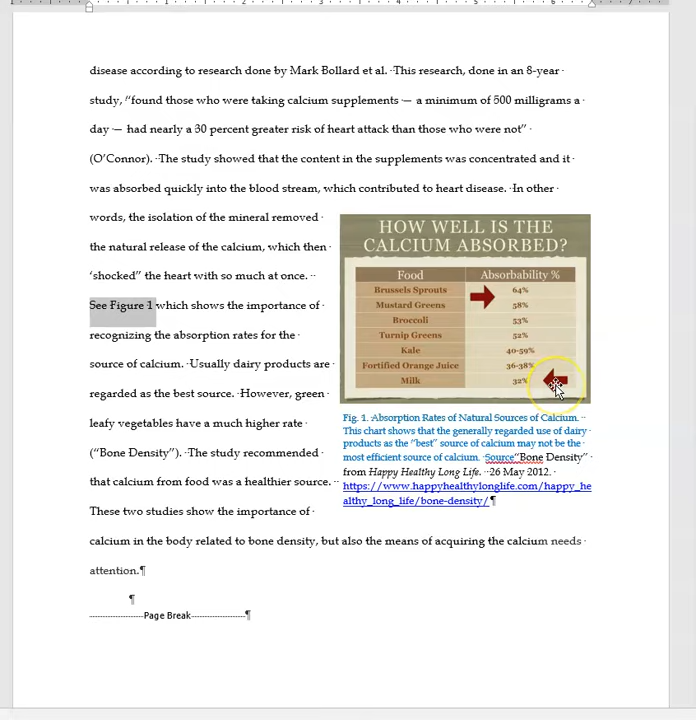 disease according to research done by Mark Bollard et al. This research, done in an 8-year
study, “found those who were taking calcium supplements — a minimum of 500 milligrams a
day — had nearly a 30 percent greater risk of heart attack than those who were not”
(O’Connor). The study showed that the content in the supplements was concentrated and it
was absorbed quickly into the blood stream, which contributed to heart disease. In other
words, the isolation of the mineral removed
the natural release of the calcium, which then
‘shocked” the heart with so much at once.
See Figure 1 which shows the importance of
recognizing the absorption rates for the
source of calcium. Usually dairy products are
regarded as the best source. However, green
leafy vegetables have a much higher rate
(“Bone Density”). The study recommended
that calcium from food was a healthier source.
These two studies show the importance of
calcium in the body related to bone density, but also the means of acquiring the calcium needs
attention.¶
¶
Page Break ¶
HOW WELL IS THE
CALCIUM ABSORBED?
Food Absorbability %
Brussels Sprouts 64%
Mustard Greens 58%
Broccoli 53%
Turnip Greens 52%
Kale 40-59%
Fortified Orange Juice 36-38%
Milk 32%
Fig. 1. Absorption Rates of Natural Sources of Calcium.
This chart shows that the generally regarded use of dairy
products as the “best” source of calcium may not be the
most efficient source of calcium. Source“Bone Density”
from Happy Healthy Long Life. 26 May 2012.
https://www.happyhealthylonglife.com/happy_he
althy_long_life/bone-density/¶